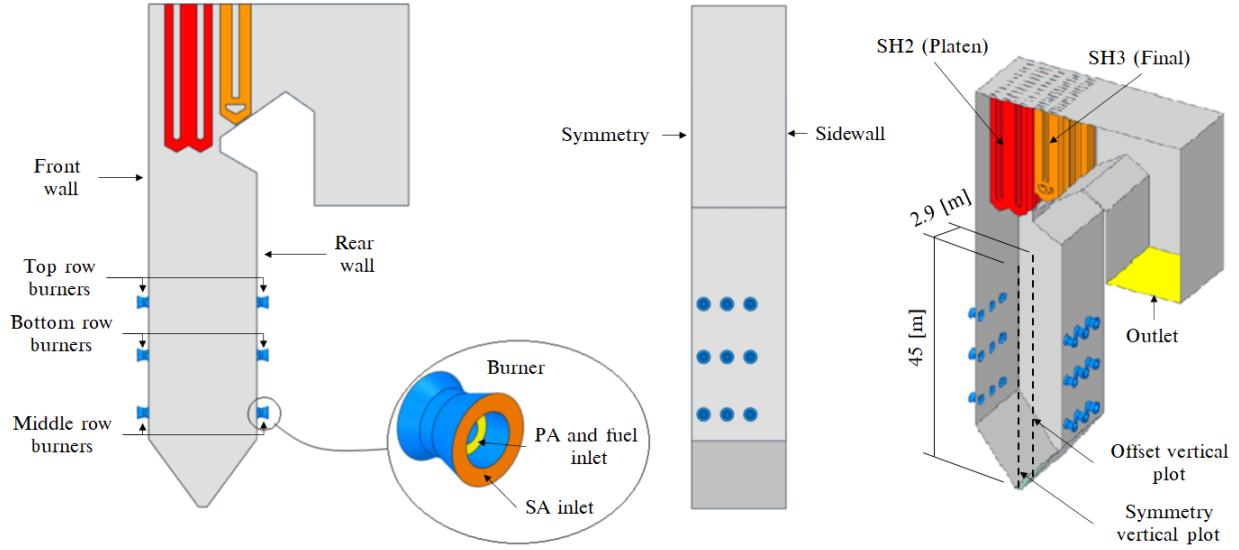 Front
wall
Rear
wall
Top row
burners
Bottom row
burners
Middle row
burners
Burner
PA and fuel
inlet
SA inlet
Symmetry
Sidewall
SH2 (Platen)
SH3 (Final)
2.9 [m]
45 [m]
Outlet
Offset vertical
plot
Symmetry
vertical plot